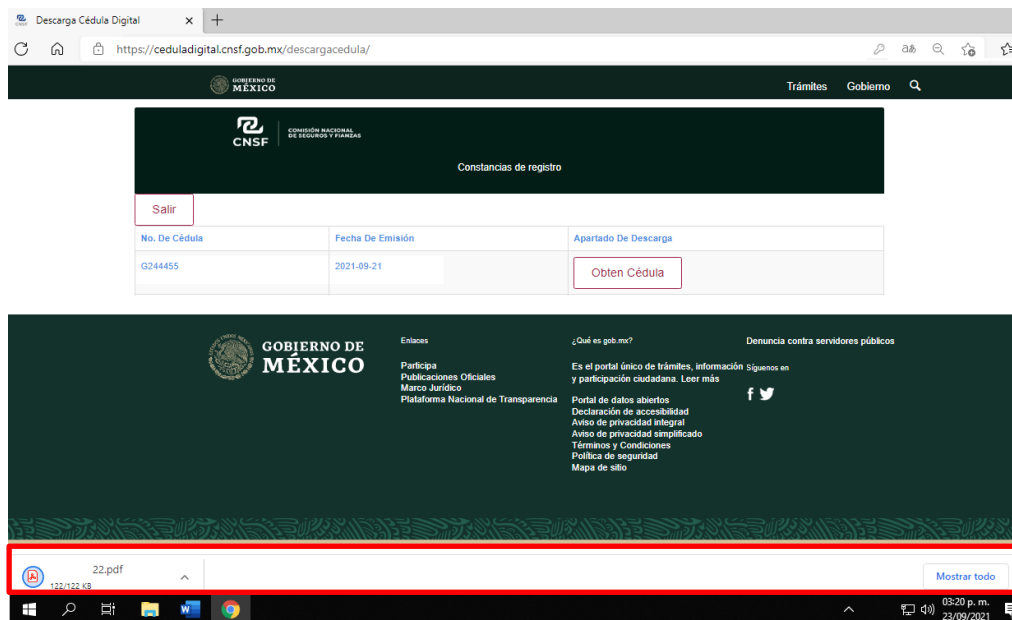 Descarga Cédula Digital
https://ceduladigital.cnsf.gob.mx/descargacedula/
GOBIERNO DE
MÉXICO
Trámites Gobierno
CNSF
COMISIÓN NACIONAL
DE SEGUROS Y FIANZAS
Constancias de registro
Salir
No. De Cédula Fecha De Emisión Apartado De Descarga
G244455 2021-09-21 Obten Cédula
GOBIERNO DE
MÉXICO
Enlaces
Participa
Publicaciones Oficiales
Marco Jurídico
Plataforma Nacional de Transparencia
¿Qué es gob.mx?
Es el portal único de trámites, información
y participación ciudadana. Leer más
Portal de datos abiertos
Declaración de accesibilidad
Aviso de privacidad integral
Aviso de privacidad simplificado
Términos y Condiciones
Política de seguridad
Mapa de sitio
Denuncia contra servidores públicos
Síguenos en
22.pdf
122/122 KB
Mostrar todo
03:20 p. m.
23/09/2021